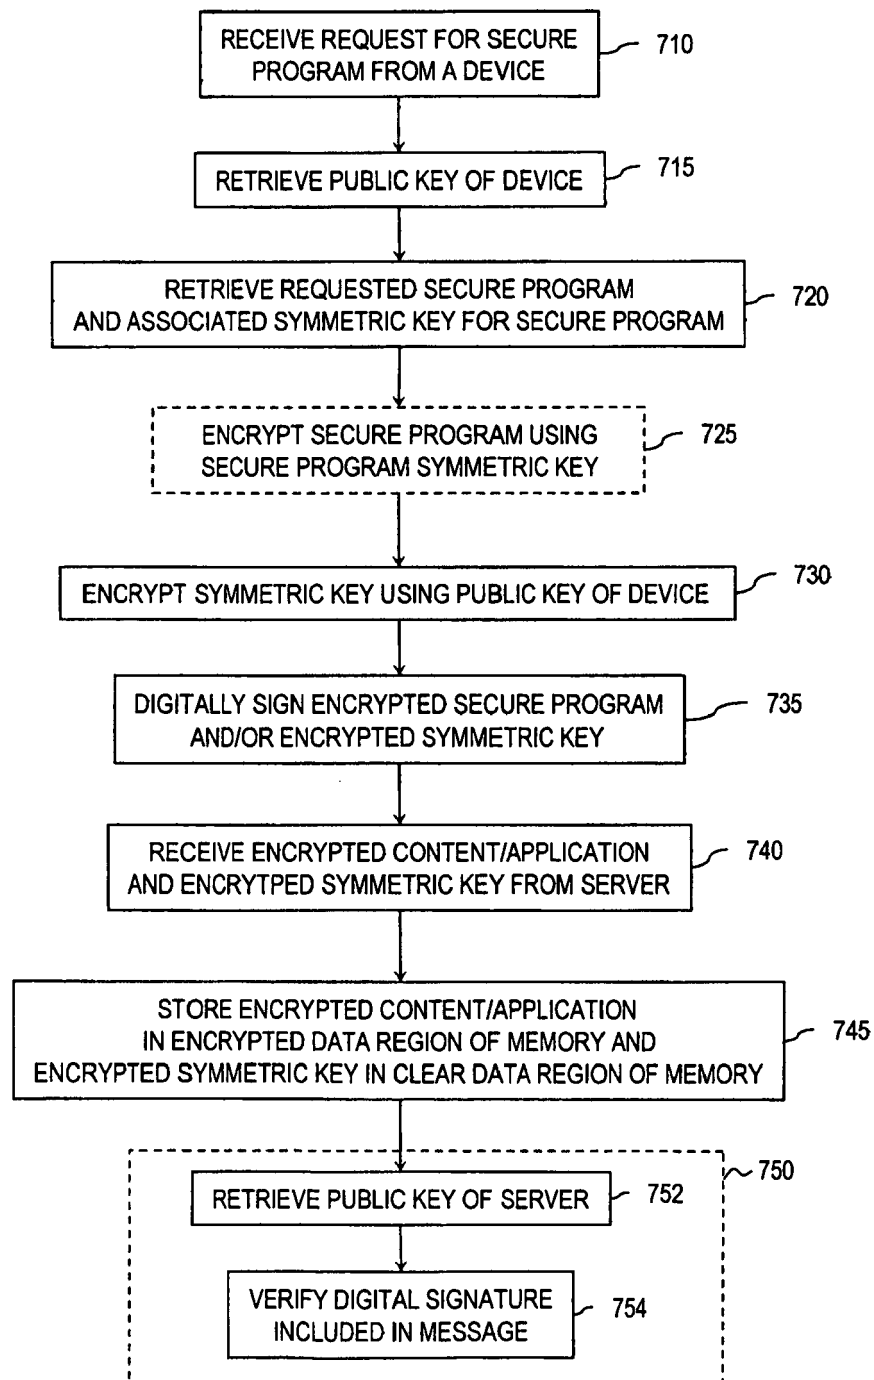 RECEIVE REQUEST FOR SECURE
PROGRAM FROM A DEVICE
710
RETRIEVE PUBLIC KEY OF DEVICE
715
RETRIEVE REQUESTED SECURE PROGRAM
AND ASSOCIATED SYMMETRIC KEY FOR SECURE PROGRAM
720
ENCRYPT SECURE PROGRAM USING
SECURE PROGRAM SYMMETRIC KEY
725
ENCRYPT SYMMETRIC KEY USING PUBLIC KEY OF DEVICE
730
DIGITALLY SIGN ENCRYPTED SECURE PROGRAM
AND/OR ENCRYPTED SYMMETRIC KEY
735
RECEIVE ENCRYPTED CONTENT/APPLICATION
AND ENCRYTPED SYMMETRIC KEY FROM SERVER
740
STORE ENCRYPTED CONTENT/APPLICATION
IN ENCRYPTED DATA REGION OF MEMORY AND
ENCRYPTED SYMMETRIC KEY IN CLEAR DATA REGION OF MEMORY
745
750
RETRIEVE PUBLIC KEY OF SERVER
752
VERIFY DIGITAL SIGNATURE
INCLUDED IN MESSAGE
754